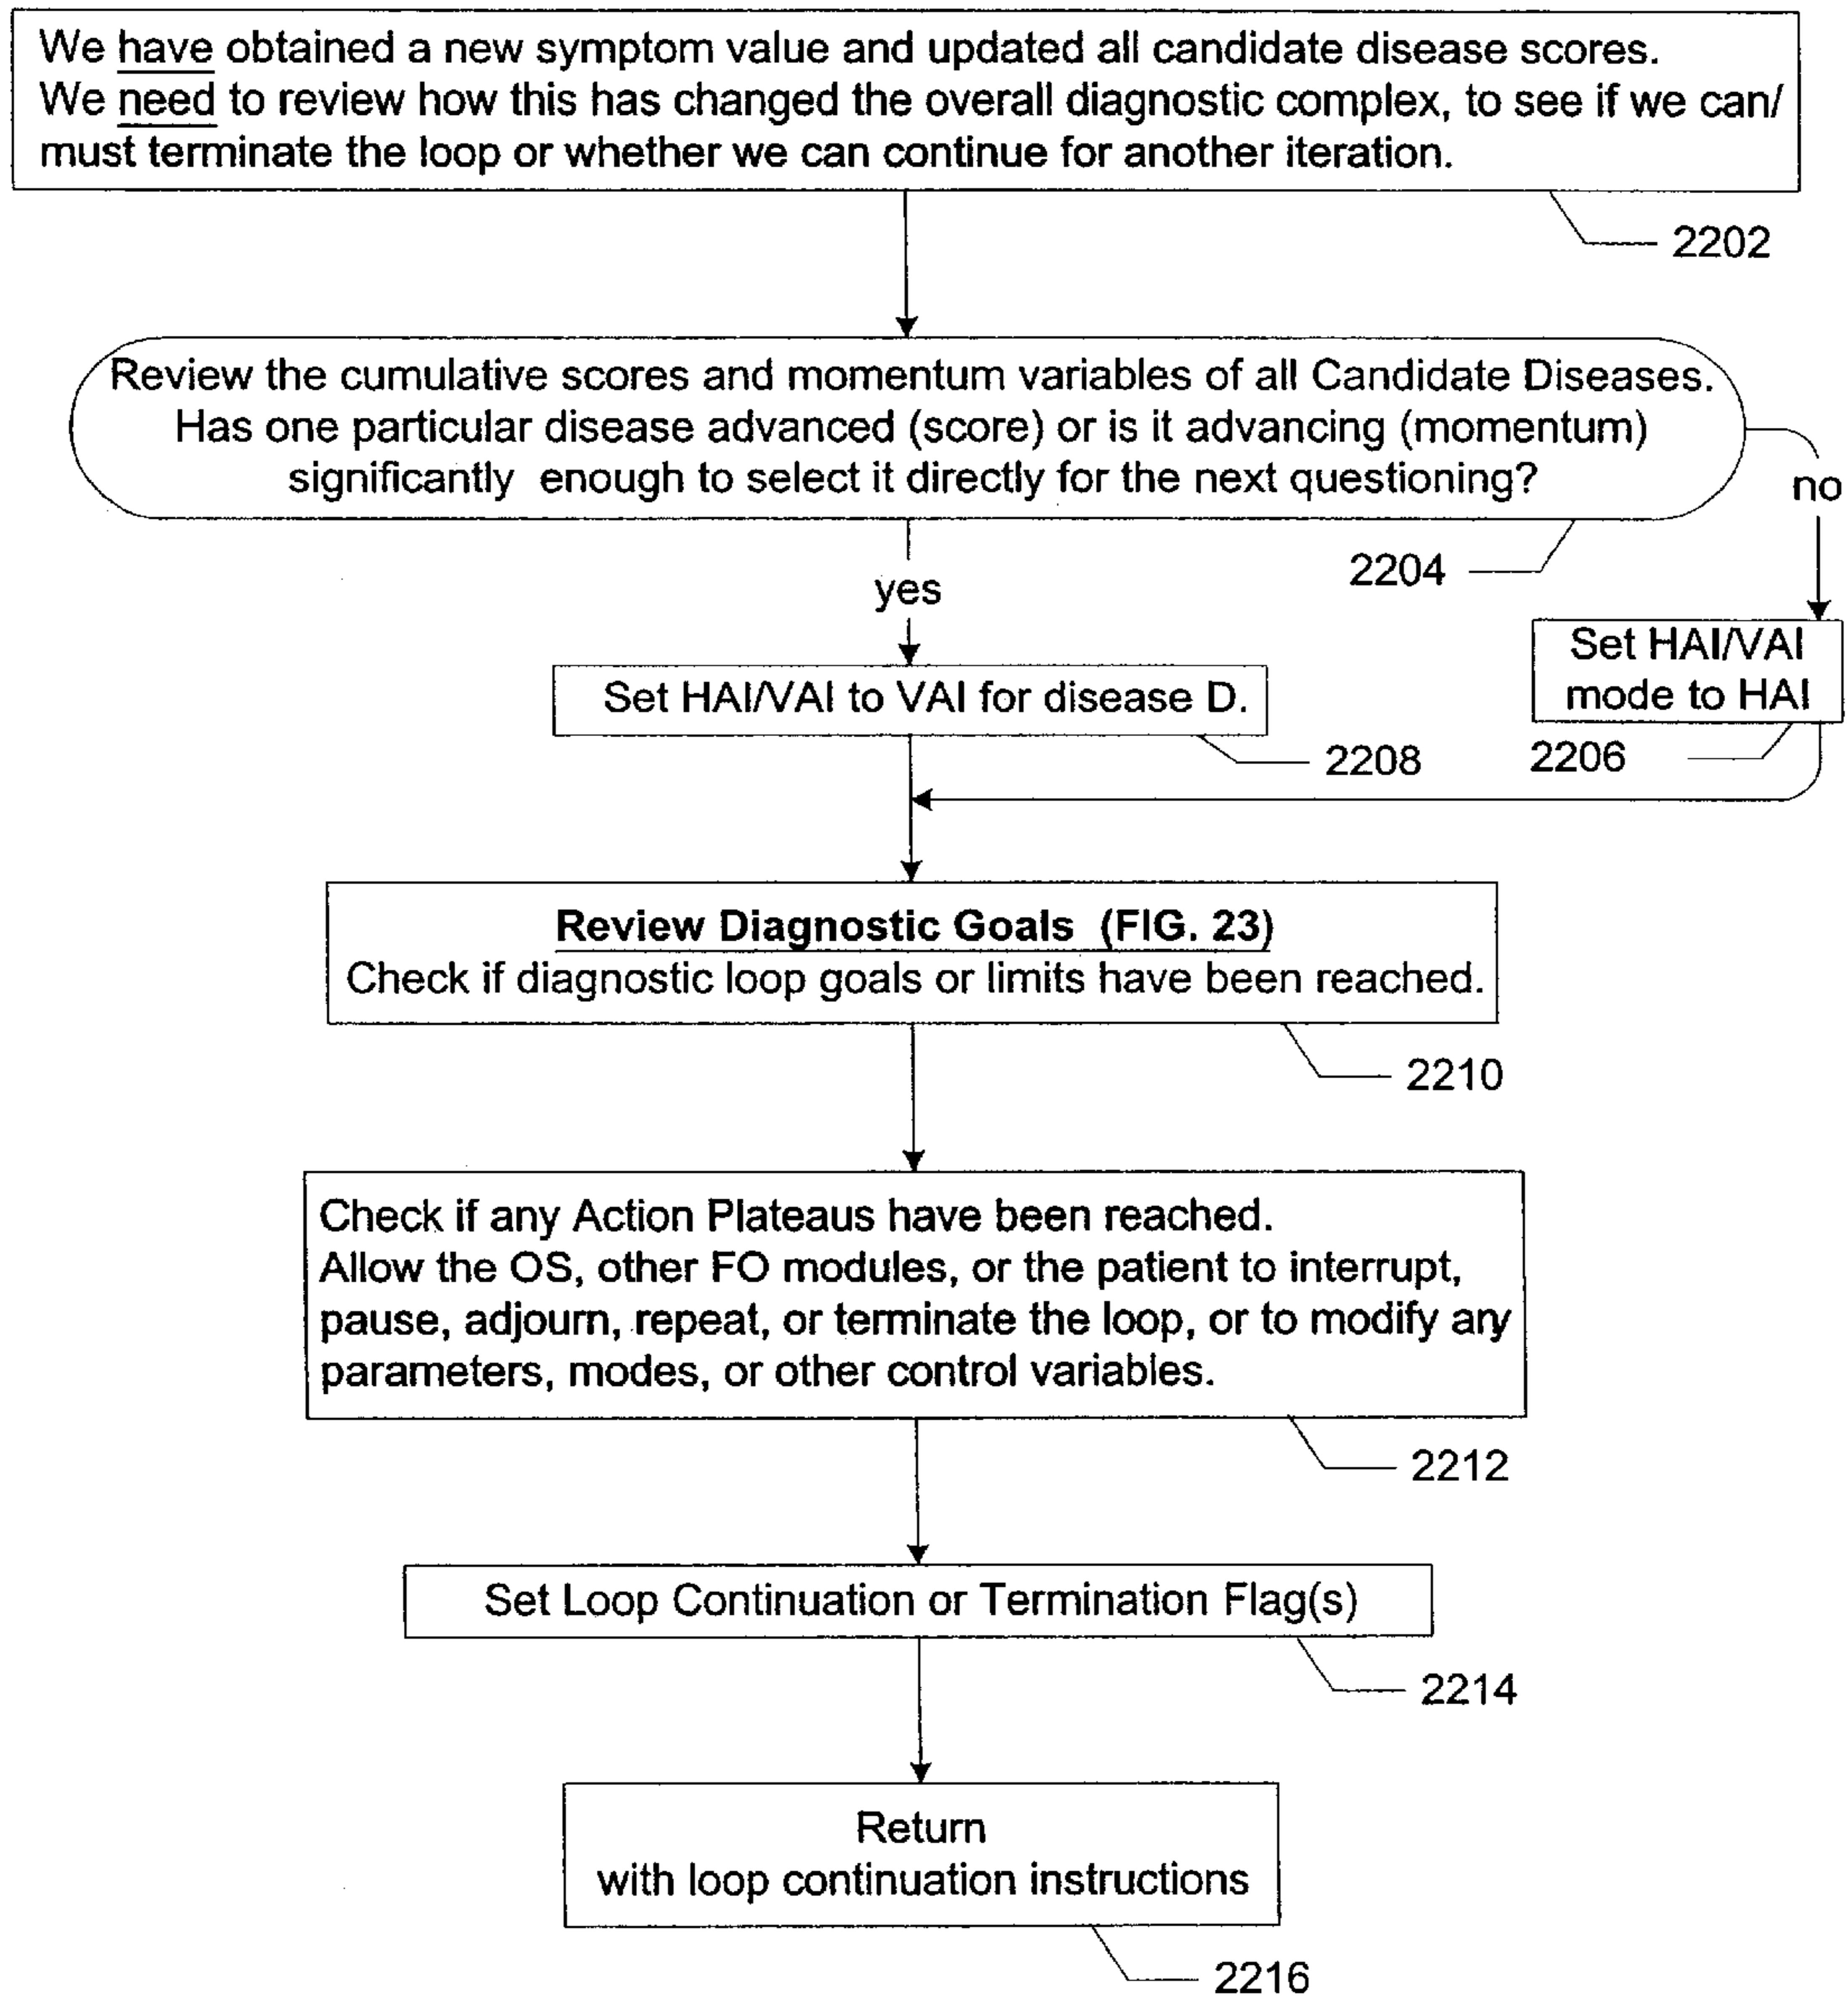 We have obtained a new symptom value and updated all candidate disease scores.
We need to review how this has changed the overall diagnostic complex, to see if we can/
must terminate the loop or whether we can continue for another iteration.
2202
Review the cumulative scores and momentum variables of all Candidate Diseases.
Has one particular disease advanced (score) or is it advancing (momentum)
significantly enough to select it directly for the next questioning?
no
2204
yes
Set HAI/VAI
mode to HAI
Set HAI/VAI to VAI for disease D.
2208
2206
Review Diagnostic Goals (FIG. 23)
Check if diagnostic loop goals or limits have been reached.
2210
Check if any Action Plateaus have been reached.
Allow the OS, other FO modules, or the patient to interrupt,
pause, adjourn, repeat, or terminate the loop, or to modify any
parameters, modes, or other control variables.
2212
Set Loop Continuation or Termination Flag(s)
2214
Return
with loop continuation instructions
2216